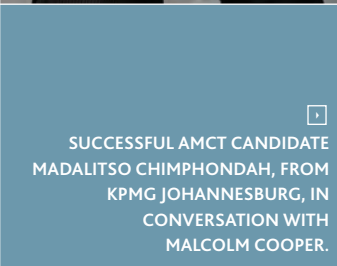 SUCCESSFUL AMCT CANDIDATE
MADALITSO CHIMPHONDAH, FROM
KPMG JOHANNESBURG, IN
CONVERSATION WITH
MALCOLM COOPER.